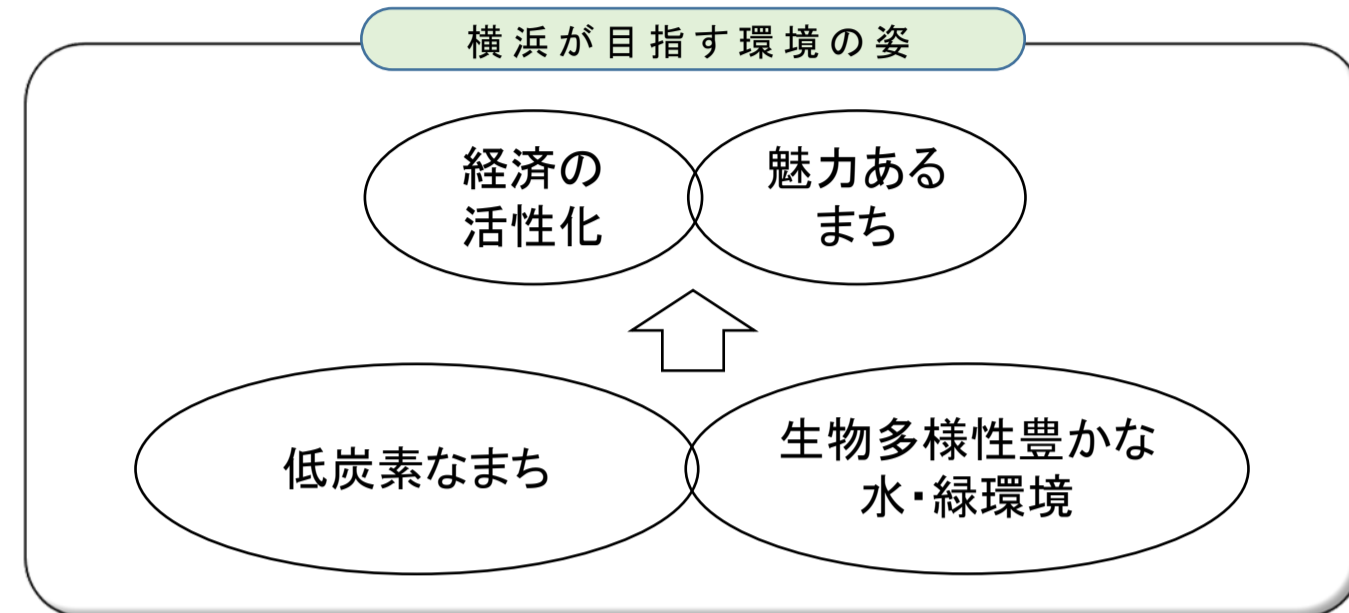 横浜が目指す環境の姿
経済の
活性化
魅力ある
まち
低炭素なまち
生物多様性豊かな
水・緑環境